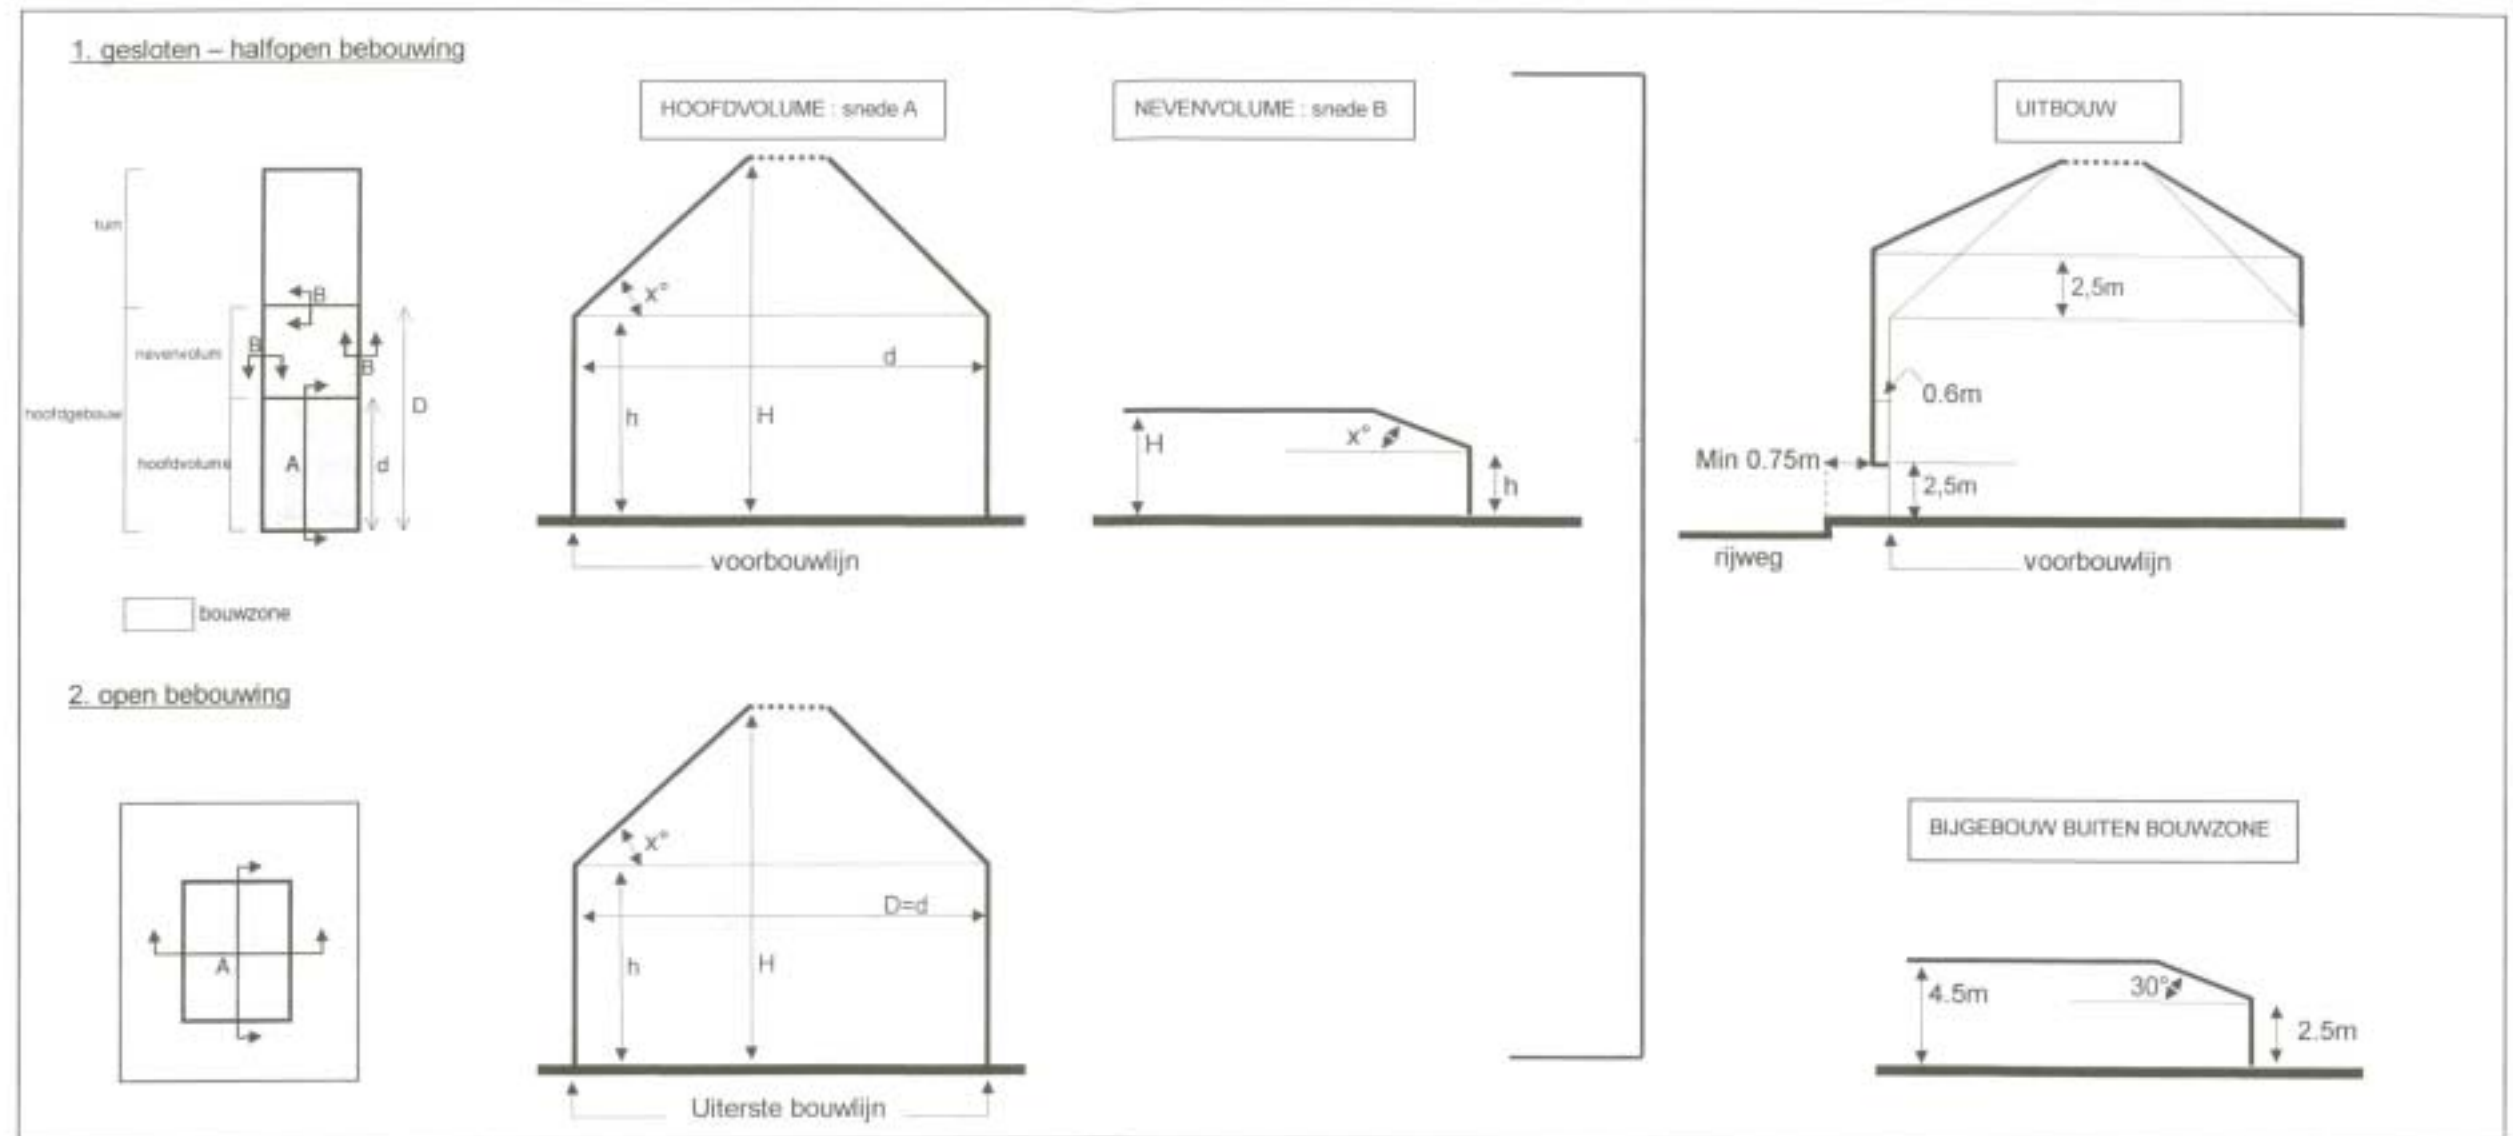 1. gesloten – halfopen bebouwing
HOOFDVOLUME : snede A
NEVENVOLUME : snede B
UITBOUW
tuin
nevenvolum
hoofdgebouw
hoofdvolume
B
B
B
A
d
D
bouwzone
x°
h
H
d
voorbouwlijn
H
x°
h
2,5m
0.6m
Min 0.75m
2,5m
rijweg
voorbouwlijn
2. open bebouwing
A
x°
D=d
h
H
Uiterste bouwlijn
BIJGEBOUW BUITEN BOUWZONE
4.5m
30°
2.5m